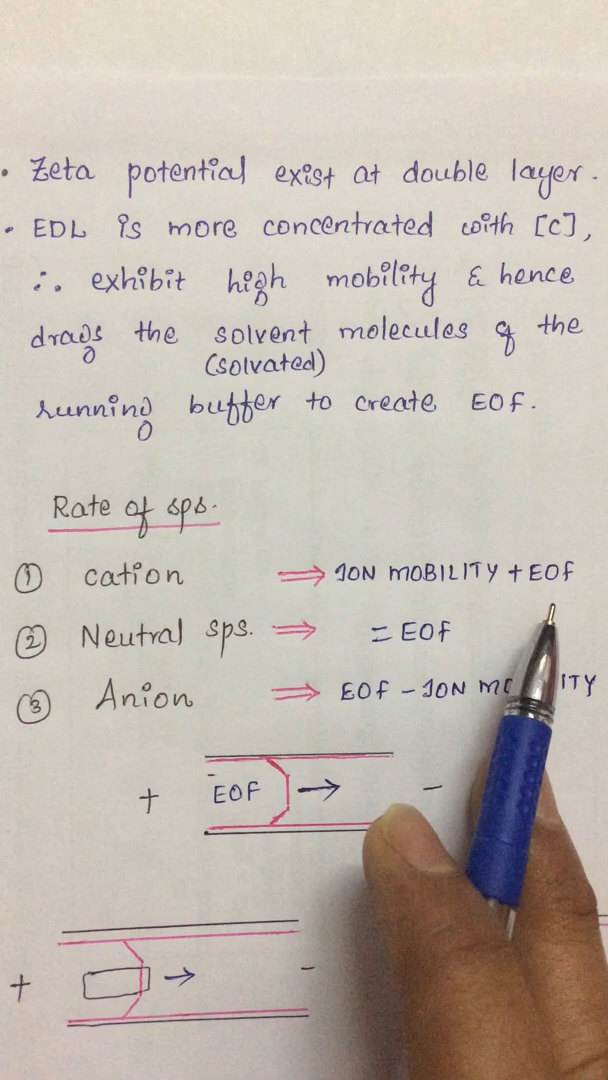 • Zeta potential exist at double layer.
• EDL is more concentrated with [C],
∴ exhibit high mobility & hence
drags the solvent molecules of the
(solvated)
running buffer to create EOF.
Rate of sps.
① cation ⇒ ION MOBILITY + EOF
② Neutral sps. ⇒ = EOF
③ Anion ⇒ EOF - ION MO ITY
+ EOF → -
+ → -